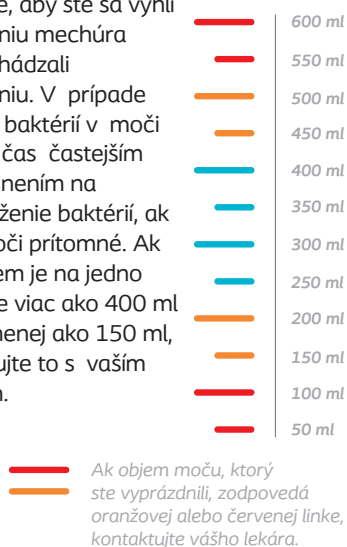 e, aby ste sa vyhli
niu mechúra
hádzali
niu. V prípade
baktérií v moči
čas častejším
nením na
ženie baktérií, ak
oči prítomné. Ak
em je na jedno
e viac ako 400 ml
nenej ako 150 ml,
ujte to s vaším
600 ml
550 ml
500 ml
450 ml
400 ml
350 ml
300 ml
250 ml
200 ml
150 ml
100 ml
50 ml
Ak objem moču, ktorý
ste vyprázdnili, zodpovedá
oranžovej alebo červenej linke,
kontaktujte vášho lekára.